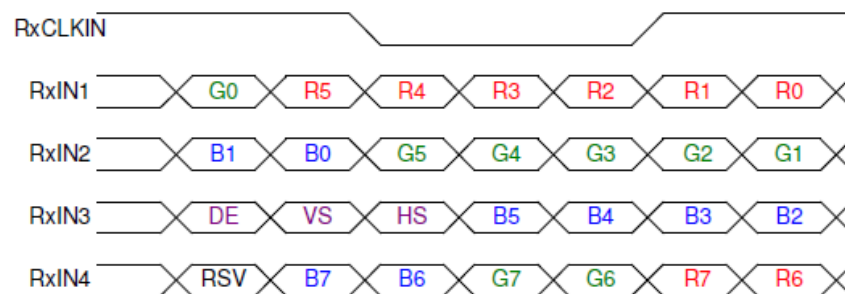 RxCLKIN
RxIN1 G0 R5 R4 R3 R2 R1 R0
RxIN2 B1 B0 G5 G4 G3 G2 G1
RxIN3 DE VS HS B5 B4 B3 B2
RxIN4 RSV B7 B6 G7 G6 R7 R6